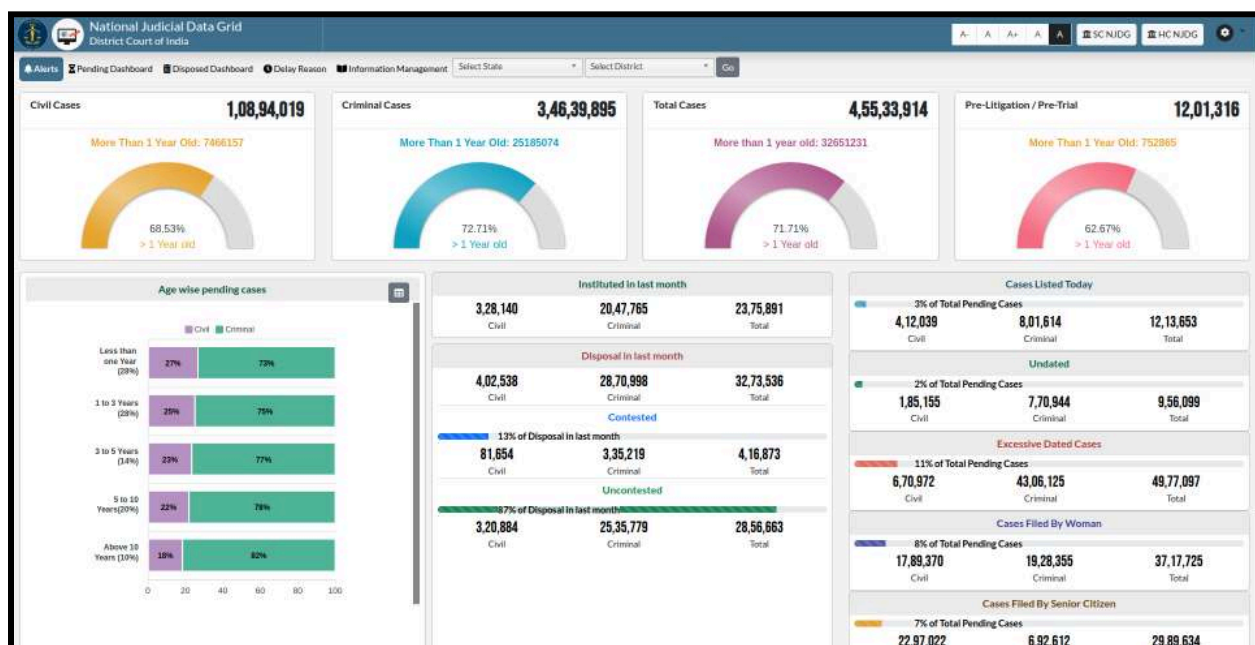 National Judicial Data Grid
District Court of India
A- A A+ A A SC NJDG HC NJDG
Alerts Pending Dashboard Disposed Dashboard Delay Reason Information Management Select State Select District Go
Civil Cases 1,08,94,019
More Than 1 Year Old: 7466157
68.53%
> 1 Year old
Criminal Cases 3,46,39,895
More Than 1 Year Old: 25185074
72.71%
> 1 Year old
Total Cases 4,55,33,914
More than 1 year old: 32651231
71.71%
> 1 Year old
Pre-Litigation / Pre-Trial 12,01,316
More Than 1 Year Old: 752865
62.67%
> 1 Year old
Age wise pending cases
Civil Criminal
Less than
one Year
(28%)
27% 73%
1 to 3 Years
(28%)
25% 75%
3 to 5 Years
(14%)
23% 77%
5 to 10
Years(20%)
22% 78%
Above 10
Years (10%)
18% 82%
0 20 40 60 80 100
Instituted in last month
3,28,140 20,47,765 23,75,891
Civil Criminal Total
Disposal in last month
4,02,538 28,70,998 32,73,536
Civil Criminal Total
Contested
13% of Disposal in last month
81,654 3,35,219 4,16,873
Civil Criminal Total
Uncontested
87% of Disposal in last month
3,20,884 25,35,779 28,56,663
Civil Criminal Total
Cases Listed Today
3% of Total Pending Cases
4,12,039 8,01,614 12,13,653
Civil Criminal Total
Undated
2% of Total Pending Cases
1,85,155 7,70,944 9,56,099
Civil Criminal Total
Excessive Dated Cases
11% of Total Pending Cases
6,70,972 43,06,125 49,77,097
Civil Criminal Total
Cases Filed By Woman
8% of Total Pending Cases
17,89,370 19,28,355 37,17,725
Civil Criminal Total
Cases Filed By Senior Citizen
7% of Total Pending Cases
22,97,022 6,92,612 29,89,634